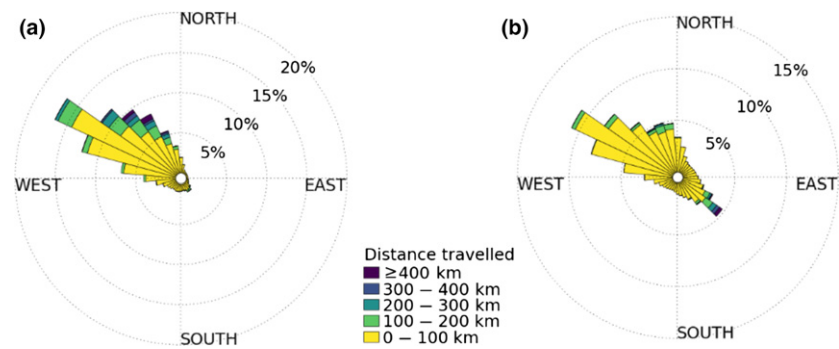 (a)
NORTH
20%
15%
10%
5%
WEST
EAST
SOUTH
(b)
NORTH
15%
10%
5%
WEST
EAST
SOUTH
Distance travelled
≥400 km
300 − 400 km
200 − 300 km
100 − 200 km
0 − 100 km